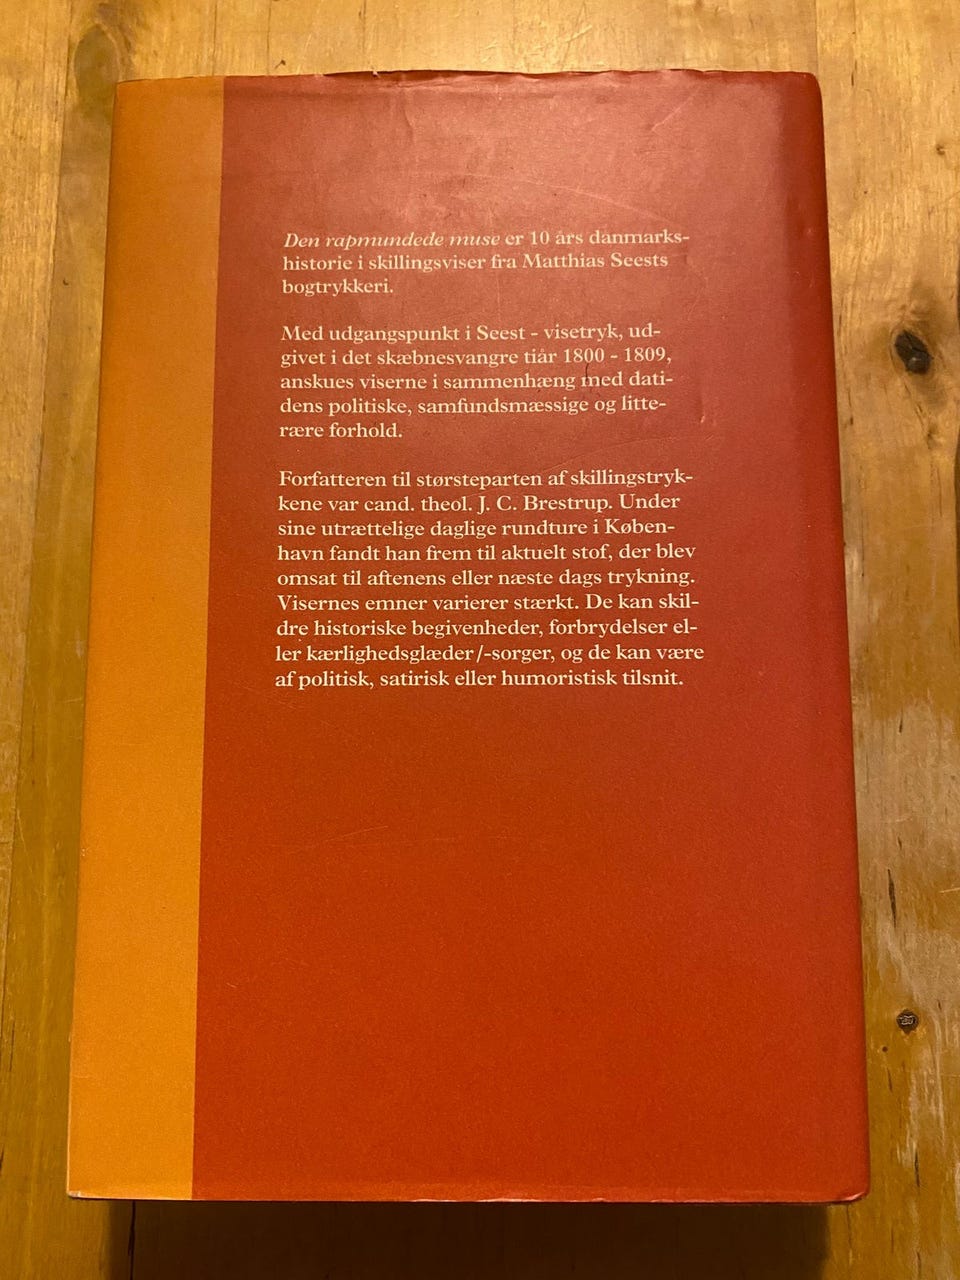 Den rapmundede muse er 10 års danmarks-
historie i skillingsviser fra Matthias Seests
bogtrykkeri.
Med udgangspunkt i Seest - visetryk, ud-
givet i det skæbnesvangre tiår 1800 - 1809,
anskues viserne i sammenhæng med dati-
dens politiske, samfundsmæssige og litte-
rære forhold.
Forfatteren til størsteparten af skillingstryk-
kene var cand. theol. J. C. Brestrup. Under
sine utrættelige daglige rundture i Køben-
havn fandt han frem til aktuelt stof, der blev
omsat til aftenens eller næste dags trykning.
Visernes emner varierer stærkt. De kan skil-
dre historiske begivenheder, forbrydelser el-
ler kærlighedsglæder/-sorger, og de kan være
af politisk, satirisk eller humoristisk tilsnit.